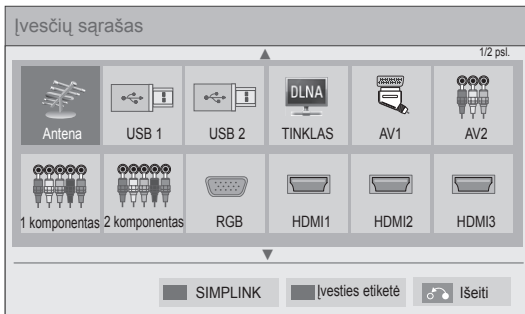 Įvesčių sąrašas
1/2 psl.
DLNA
Antena USB 1 USB 2 TINKLAS AV1 AV2
1 komponentas 2 komponentas RGB HDMI1 HDMI2 HDMI3
SIMPLINK Įvesties etiketė Išeiti